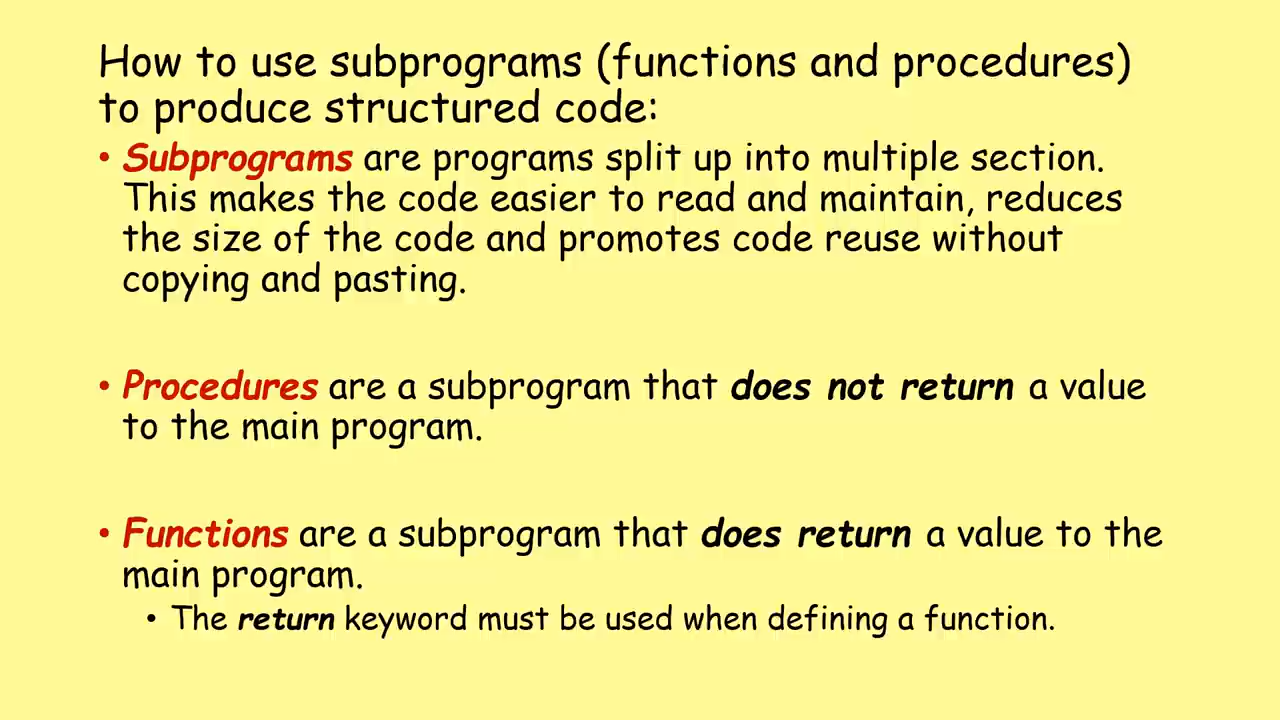 How to use subprograms (functions and procedures)
to produce structured code:
• Subprograms are programs split up into multiple section.
This makes the code easier to read and maintain, reduces
the size of the code and promotes code reuse without
copying and pasting.
• Procedures are a subprogram that does not return a value
to the main program.
• Functions are a subprogram that does return a value to the
main program.
• The return keyword must be used when defining a function.